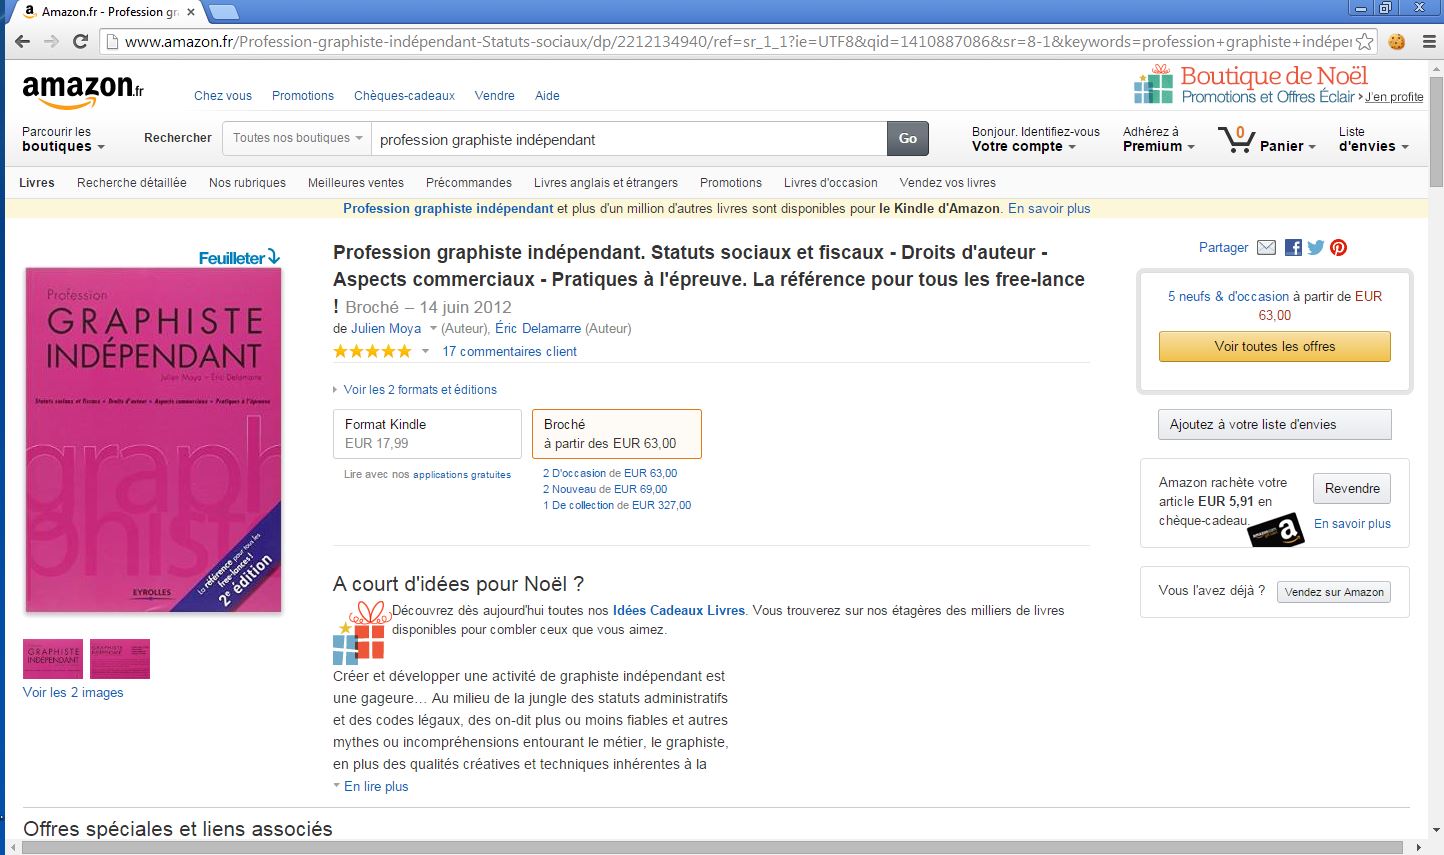 Amazon.fr - Profession gra
www.amazon.fr/Profession-graphiste-indépendant-Statuts-sociaux/dp/2212134940/ref=sr_1_1?ie=UTF8&qid=1410887086&sr=8-1&keywords=profession+graphiste+indéper
amazon.fr
Chez vous Promotions Chèques-cadeaux Vendre Aide
Boutique de Noël
Promotions et Offres Éclair › J'en profite
Parcourir les
boutiques
Rechercher Toutes nos boutiques profession graphiste indépendant Go
Bonjour. Identifiez-vous
Votre compte
Adhérez à
Premium
0
Panier
Liste
d'envies
Livres Recherche détaillée Nos rubriques Meilleures ventes Précommandes Livres anglais et étrangers Promotions Livres d'occasion Vendez vos livres
Profession graphiste indépendant et plus d'un million d'autres livres sont disponibles pour le Kindle d'Amazon. En savoir plus
Feuilleter
Profession
GRAPHISTE
INDÉPENDANT
Julien Moya – Éric Delamarre
Statuts sociaux et fiscaux • Droits d'auteur • Aspects commerciaux • Pratiques à l'épreuve
graph
phist
La référence pour tous les
free-lances !
2e édition
EYROLLES
GRAPHISTE
INDÉPENDANT
Voir les 2 images
Profession graphiste indépendant. Statuts sociaux et fiscaux - Droits d'auteur -
Aspects commerciaux - Pratiques à l'épreuve. La référence pour tous les free-lance
! Broché – 14 juin 2012
de Julien Moya (Auteur), Éric Delamarre (Auteur)
17 commentaires client
Voir les 2 formats et éditions
Format Kindle
EUR 17,99
Lire avec nos applications gratuites
Broché
à partir des EUR 63,00
2 D'occasion de EUR 63,00
2 Nouveau de EUR 69,00
1 De collection de EUR 327,00
A court d'idées pour Noël ?
Découvrez dès aujourd'hui toutes nos Idées Cadeaux Livres. Vous trouverez sur nos étagères des milliers de livres
disponibles pour combler ceux que vous aimez.
Créer et développer une activité de graphiste indépendant est
une gageure… Au milieu de la jungle des statuts administratifs
et des codes légaux, des on-dit plus ou moins fiables et autres
mythes ou incompréhensions entourant le métier, le graphiste,
en plus des qualités créatives et techniques inhérentes à la
En lire plus
Partager
5 neufs & d'occasion à partir de EUR
63,00
Voir toutes les offres
Ajoutez à votre liste d'envies
Amazon rachète votre
article EUR 5,91 en
chèque-cadeau.
Revendre
En savoir plus
Vous l'avez déjà ? Vendez sur Amazon
Offres spéciales et liens associés